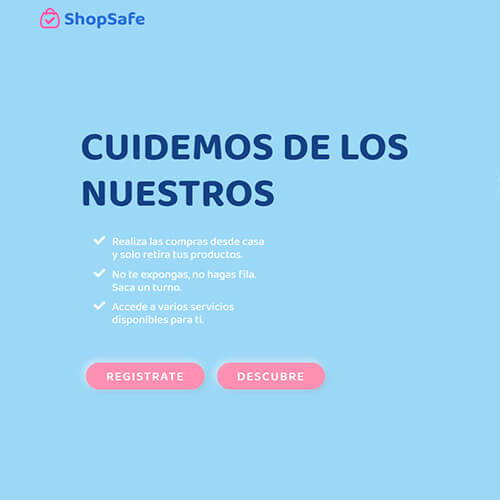 ShopSafe
CUIDEMOS DE LOS
NUESTROS
Realiza las compras desde casa
y solo retira tus productos.
No te expongas, no hagas fila.
Saca un turno.
Accede a varios servicios
disponibles para ti.
REGISTRATE DESCUBRE